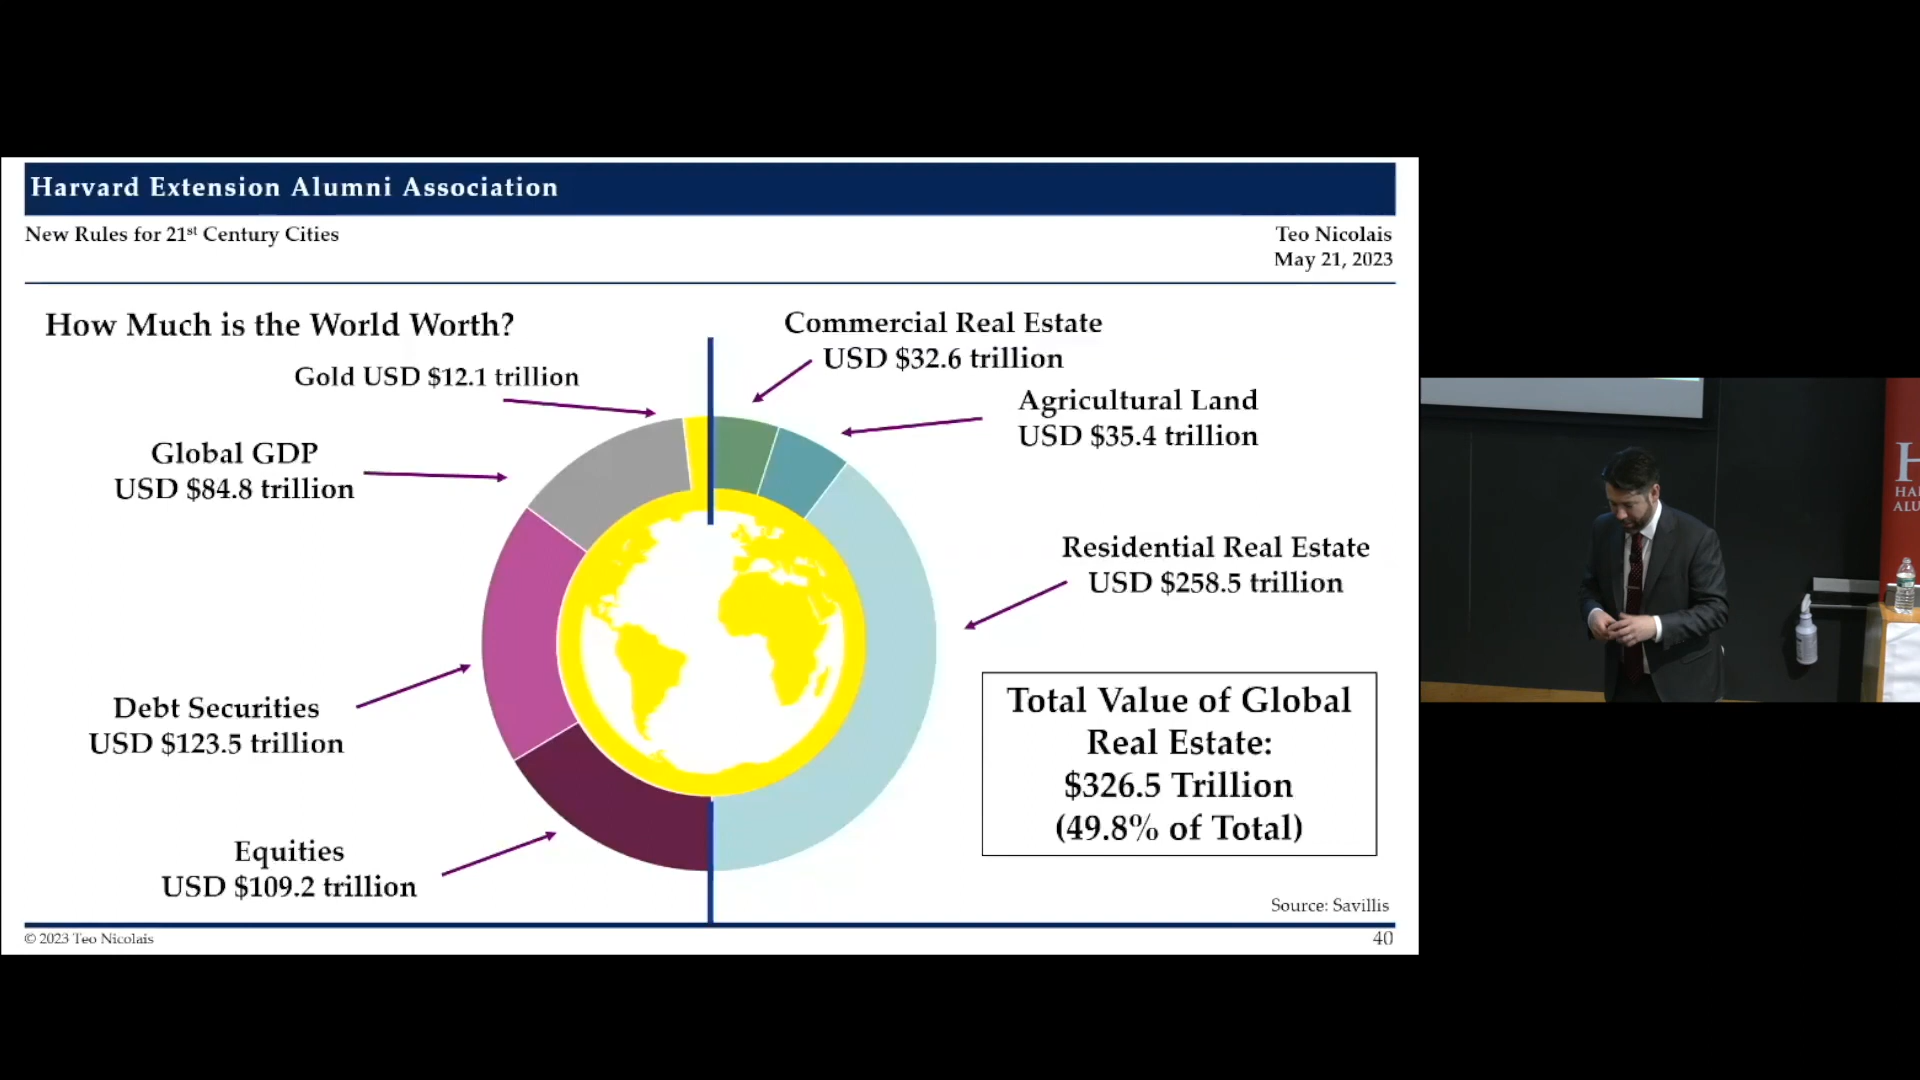 Harvard Extension Alumni Association
New Rules for 21st Century Cities
Teo Nicolais
May 21, 2023
How Much is the World Worth?
Gold USD $12.1 trillion
Commercial Real Estate
USD $32.6 trillion
Agricultural Land
USD $35.4 trillion
Global GDP
USD $84.8 trillion
Residential Real Estate
USD $258.5 trillion
Debt Securities
USD $123.5 trillion
Total Value of Global
Real Estate:
$326.5 Trillion
(49.8% of Total)
Equities
USD $109.2 trillion
Source: Savillis
© 2023 Teo Nicolais
40
H
HA
ALU